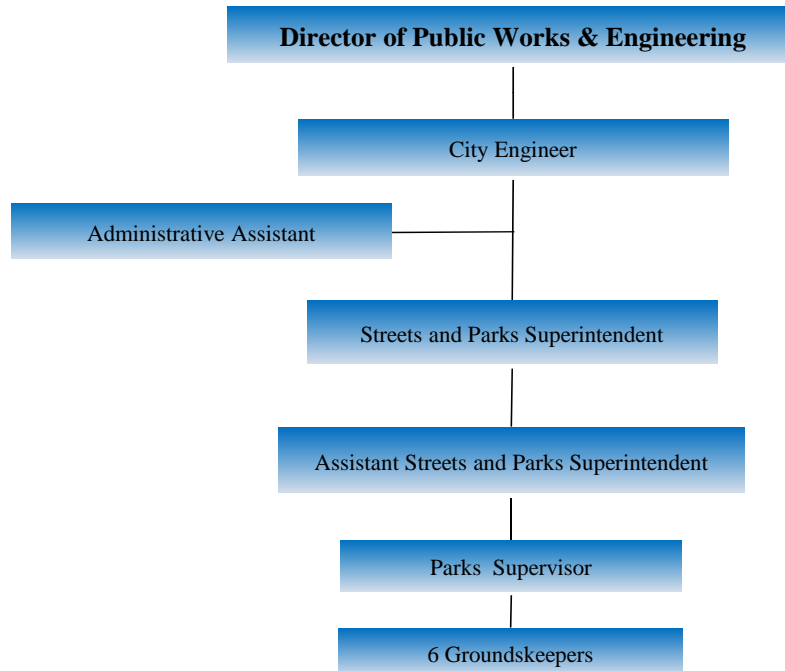 Director of Public Works & Engineering
City Engineer
Administrative Assistant
Streets and Parks Superintendent
Assistant Streets and Parks Superintendent
Parks Supervisor
6 Groundskeepers